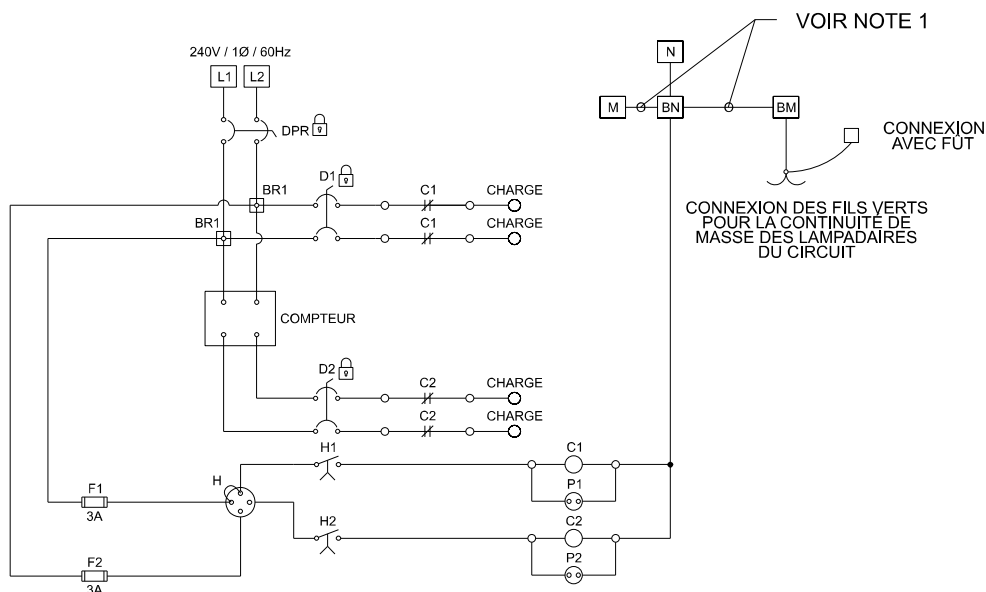 VOIR NOTE 1
240V / 1Ø / 60Hz
L1
L2
N
M
BN
BM
DPR
CONNEXION
AVEC FÛT
D1
BR1
C1
CHARGE
BR1
C1
CHARGE
CONNEXION DES FILS VERTS
POUR LA CONTINUITÉ DE
MASSE DES LAMPADAIRES
DU CIRCUIT
COMPTEUR
D2
C2
CHARGE
C2
CHARGE
H1
C1
H
F1
3A
P1
H2
C2
F2
3A
P2